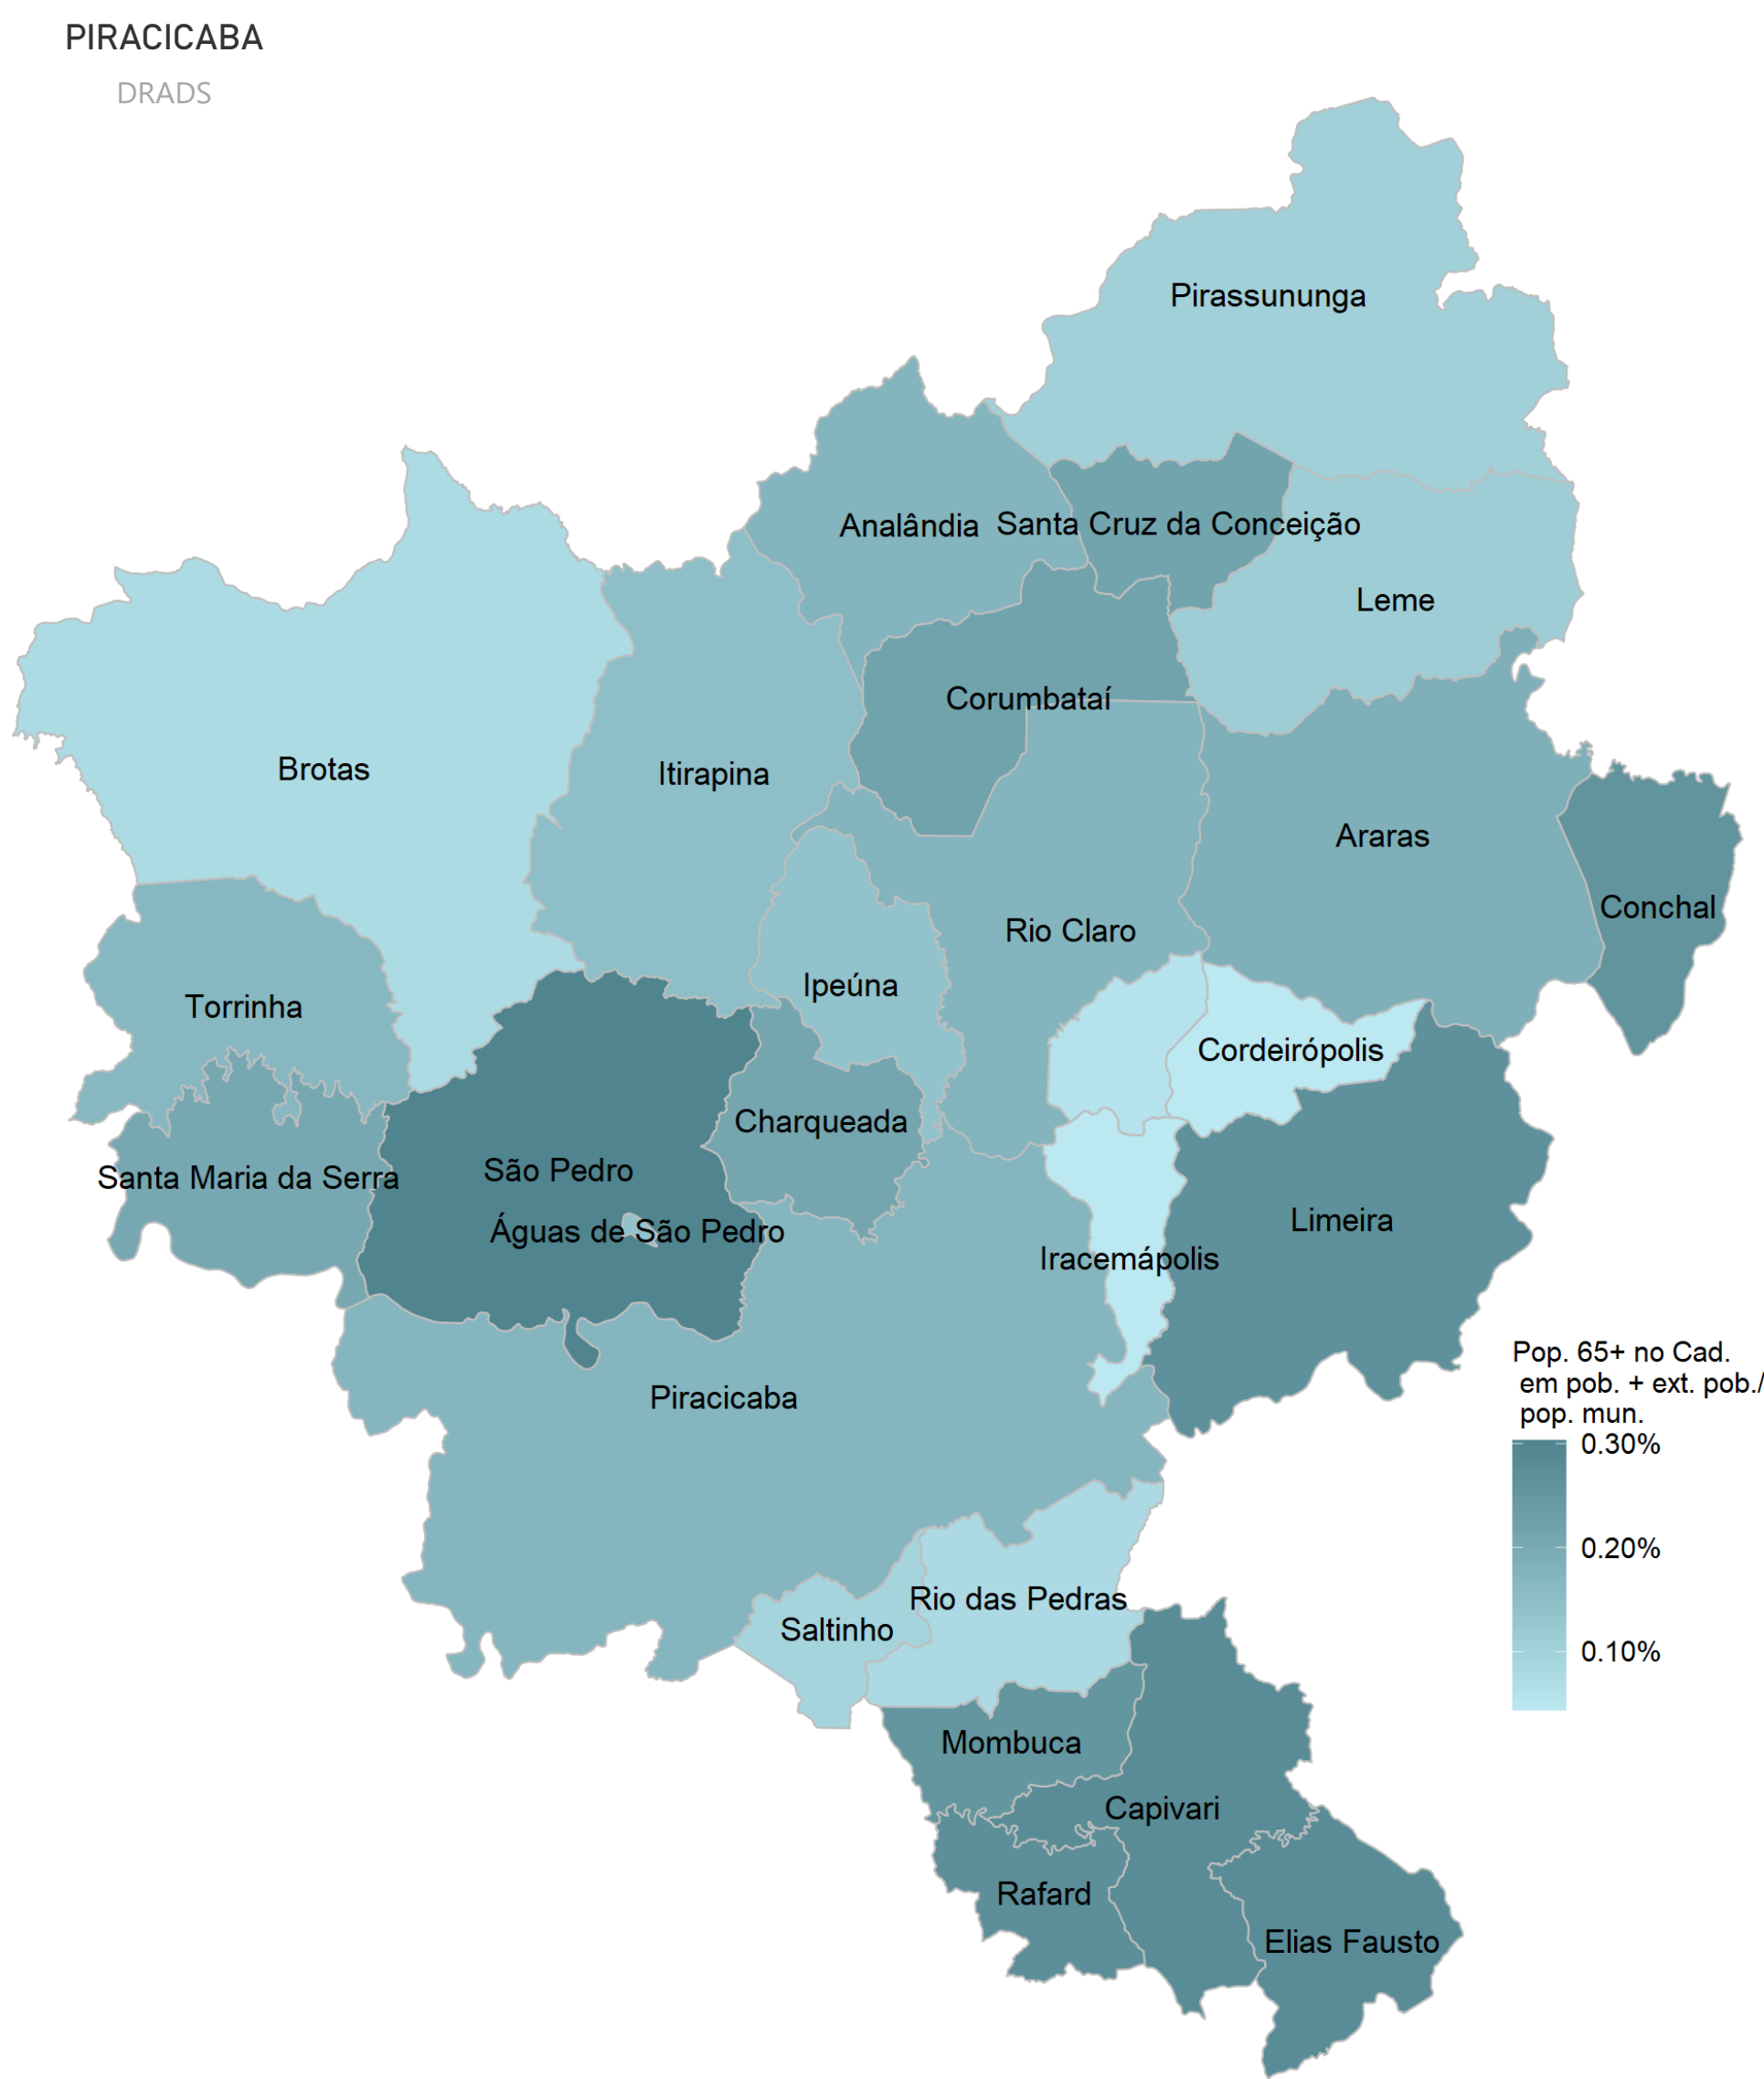 PIRACICABA
DRADS
Pirassununga
Analândia
Santa Cruz da Conceição
Leme
Corumbataí
Brotas
Itirapina
Araras
Conchal
Rio Claro
Ipeúna
Torrinha
Cordeirópolis
Charqueada
São Pedro
Santa Maria da Serra
Limeira
Águas de São Pedro
Iracemápolis
Piracicaba
Pop. 65+ no Cad.
em pob. + ext. pob./
pop. mun.
0.30%
0.20%
0.10%
Rio das Pedras
Saltinho
Mombuca
Capivari
Rafard
Elias Fausto